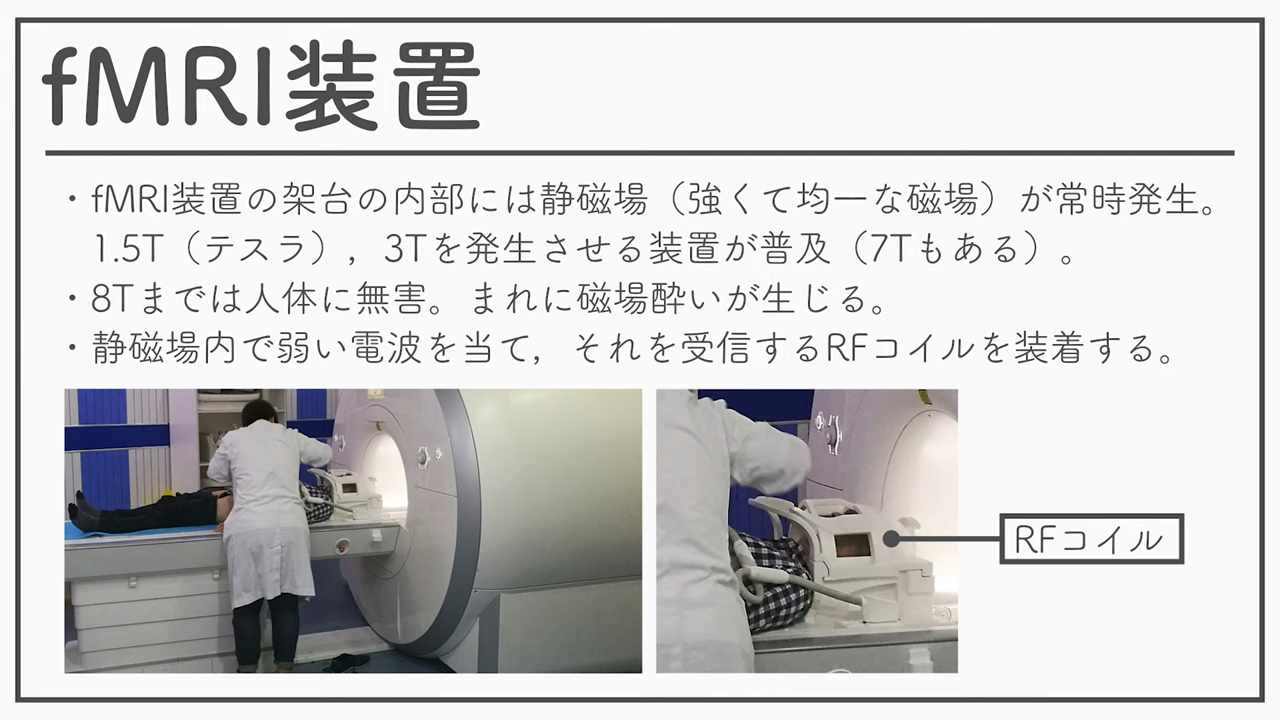 fMRI装置
・fMRI装置の架台の内部には静磁場（強くて均一な磁場）が常時発生。
1.5T（テスラ），3Tを発生させる装置が普及（7Tもある）。
・8Tまでは人体に無害。まれに磁場酔いが生じる。
・静磁場内で弱い電波を当て，それを受信するRFコイルを装着する。
RFコイル